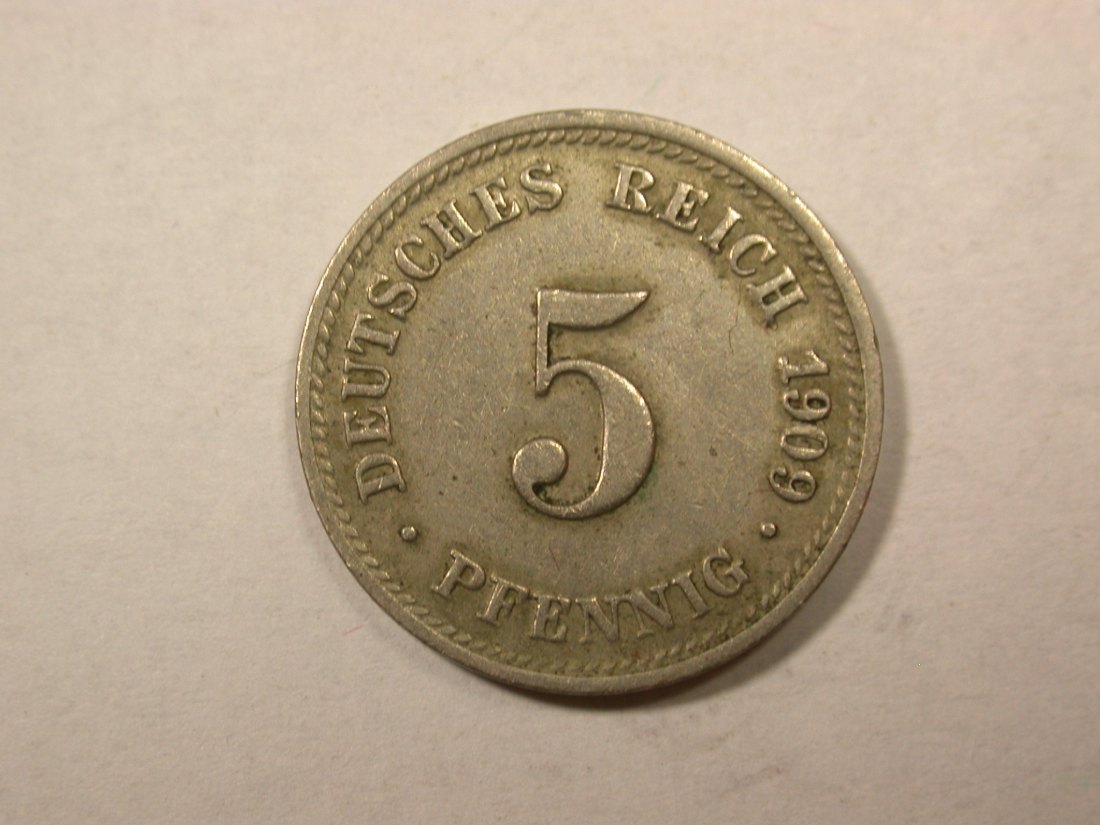 DEUTSCHES REICH 1909
5
PFENNIG